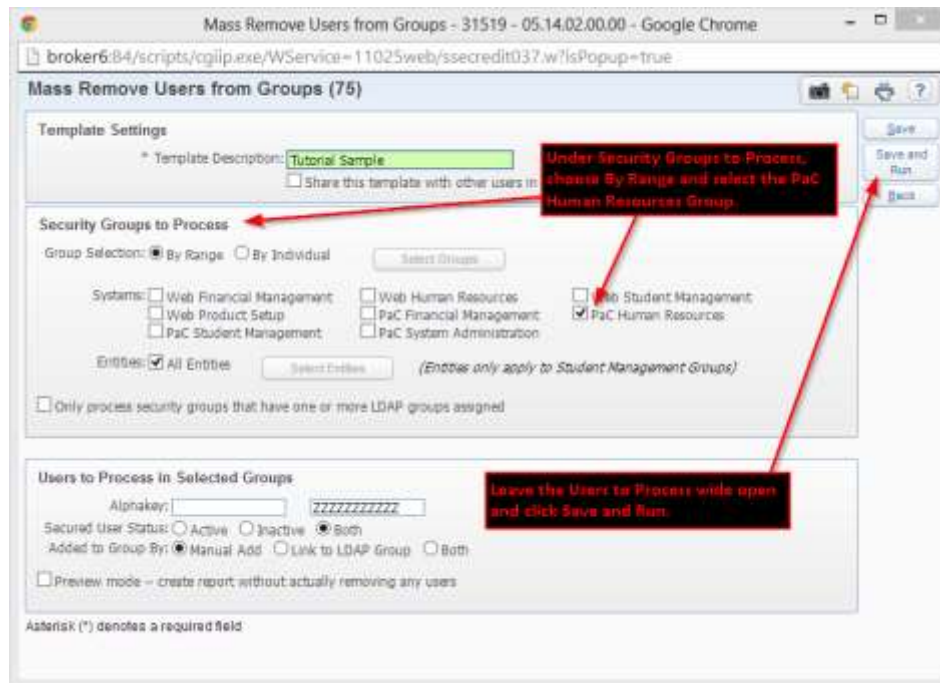 Mass Remove Users from Groups - 31519 - 05.14.02.00.00 - Google Chrome
broker6:84/scripts/cgiip.exe/WService=11025web/ssecredit037.w?isPopup=true
Mass Remove Users from Groups (75)
Template Settings
* Template Description: Tutorial Sample
Share this template with other users in
Under Security Groups to Process,
choose By Range and select the PaC
Human Resources Group.
Save
Save and
Run
Back
Security Groups to Process
Group Selection: By Range By Individual Select Groups
Systems: Web Financial Management Web Human Resources Web Student Management
Web Product Setup PaC Financial Management PaC Human Resources
PaC Student Management PaC System Administration
Entities: All Entities Select Entities (Entities only apply to Student Management Groups)
Only process security groups that have one or more LDAP groups assigned
Users to Process in Selected Groups
Leave the Users to Process wide open
and click Save and Run.
Alphakey: ZZZZZZZZZZZ
Secured User Status: Active Inactive Both
Added to Group By: Manual Add Link to LDAP Group Both
Preview mode -- create report without actually removing any users
Asterisk (*) denotes a required field